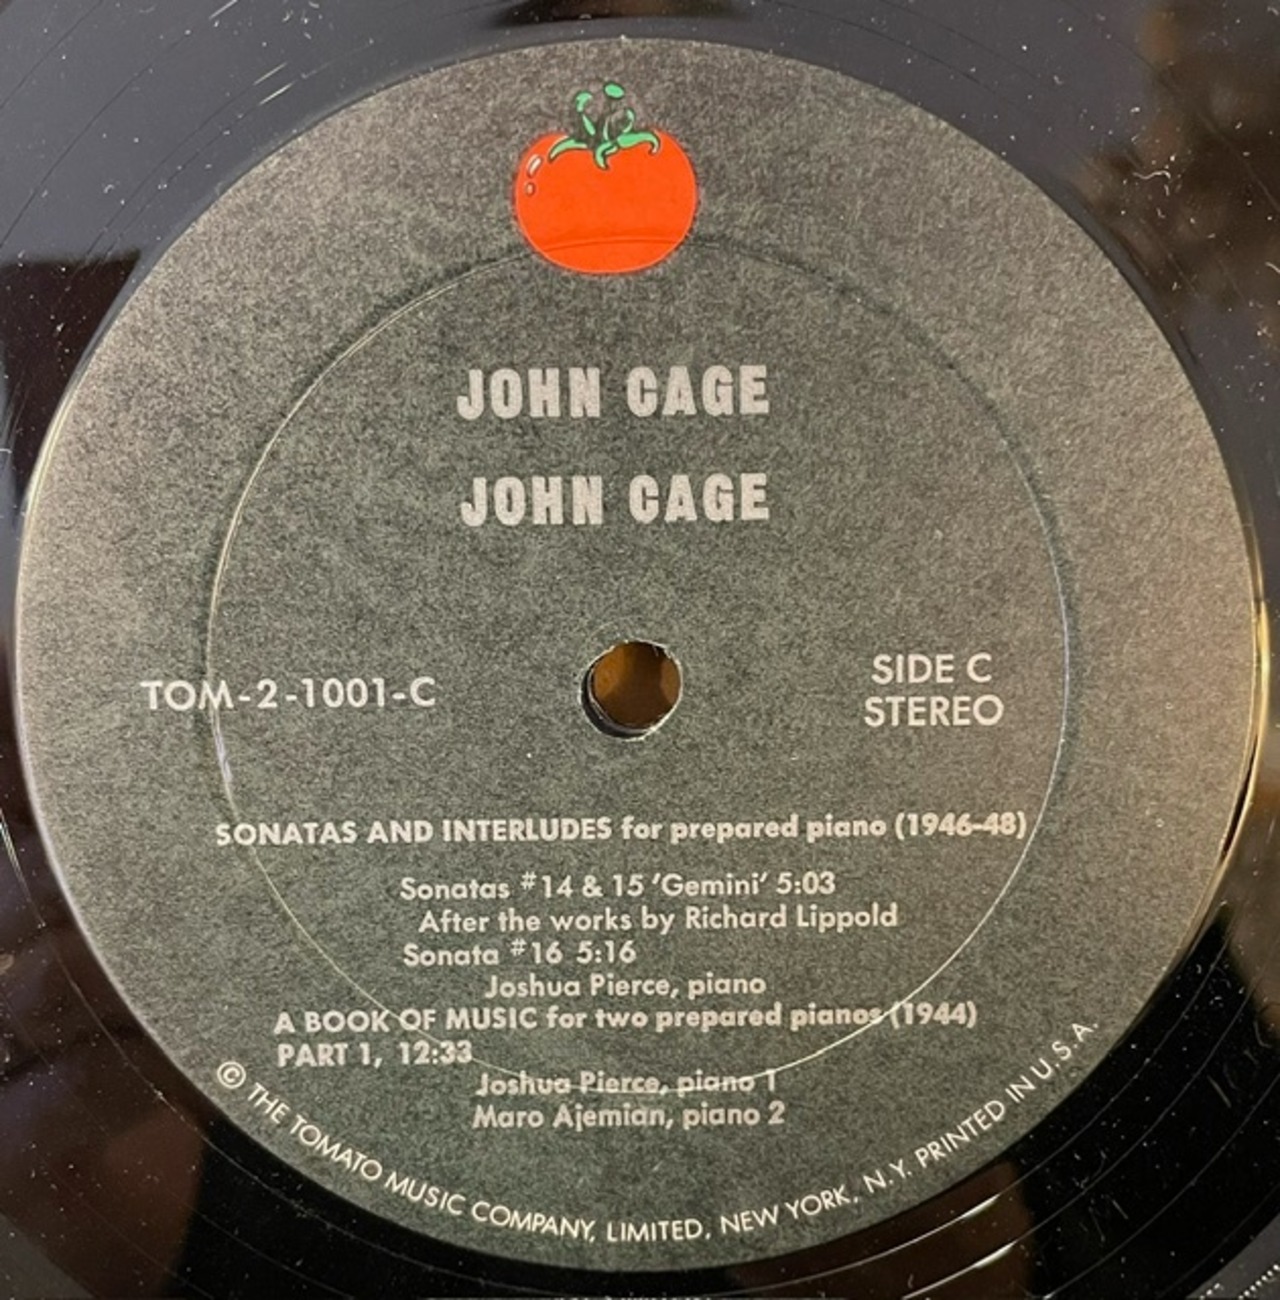 JOHN CAGE
JOHN CAGE
TOM-2-1001-C
SIDE C
STEREO
SONATAS AND INTERLUDES for prepared piano (1946-48)
Sonatas #14 & 15 'Gemini' 5:03
After the works by Richard Lippold
Sonata #16 5:16
Joshua Pierce, piano
A BOOK OF MUSIC for two prepared pianos (1944)
PART 1, 12:33
Joshua Pierce, piano 1
Maro Ajemian, piano 2
© THE TOMATO MUSIC COMPANY, LIMITED, NEW YORK, N.Y. PRINTED IN U.S.A.